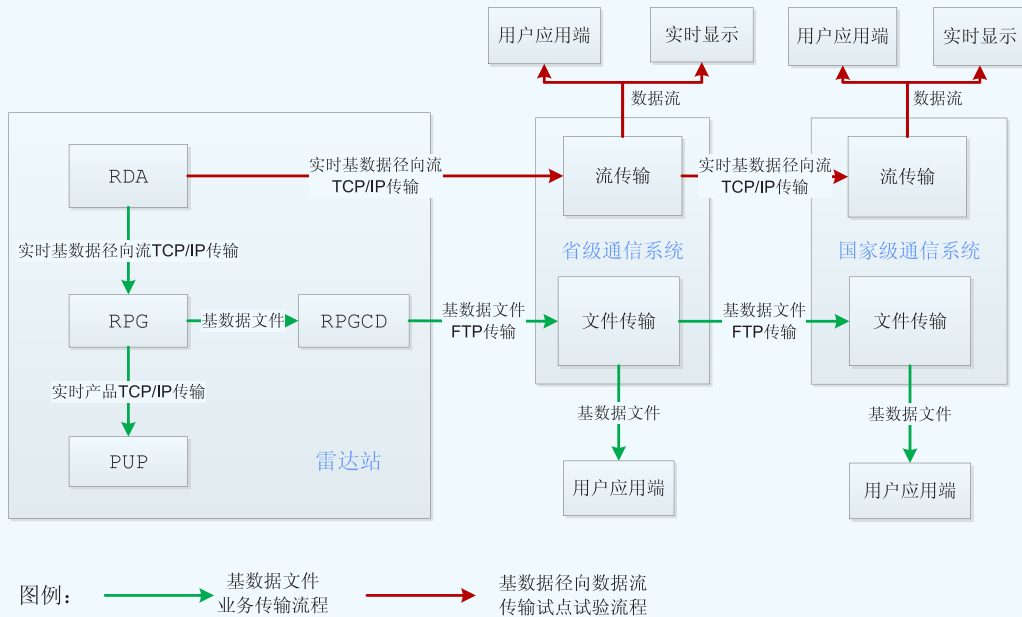 用户应用端
实时显示
用户应用端
实时显示
数据流
数据流
RDA
实时基数据径向流
TCP/IP传输
流传输
实时基数据径向流
TCP/IP传输
流传输
实时基数据径向流TCP/IP传输
省级通信系统
国家级通信系统
RPG
基数据文件
RPGCD
基数据文件
FTP传输
文件传输
基数据文件
FTP传输
文件传输
实时产品TCP/IP传输
基数据文件
基数据文件
PUP
雷达站
用户应用端
用户应用端
图例：
基数据文件
业务传输流程
基数据径向数据流
传输试点试验流程